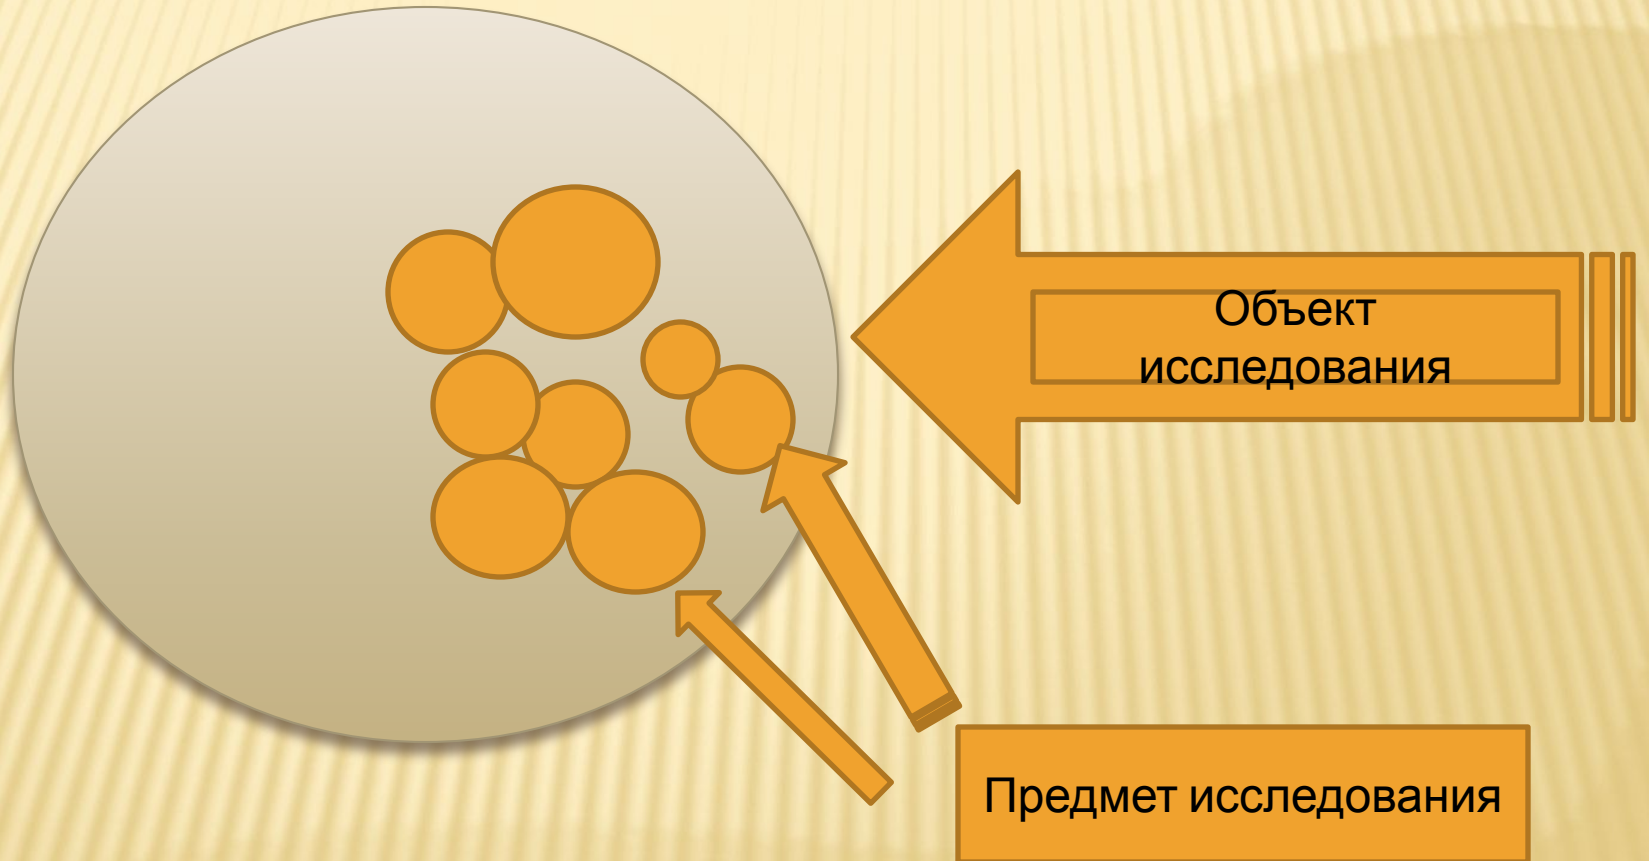 Объект
исследования
Предмет исследования